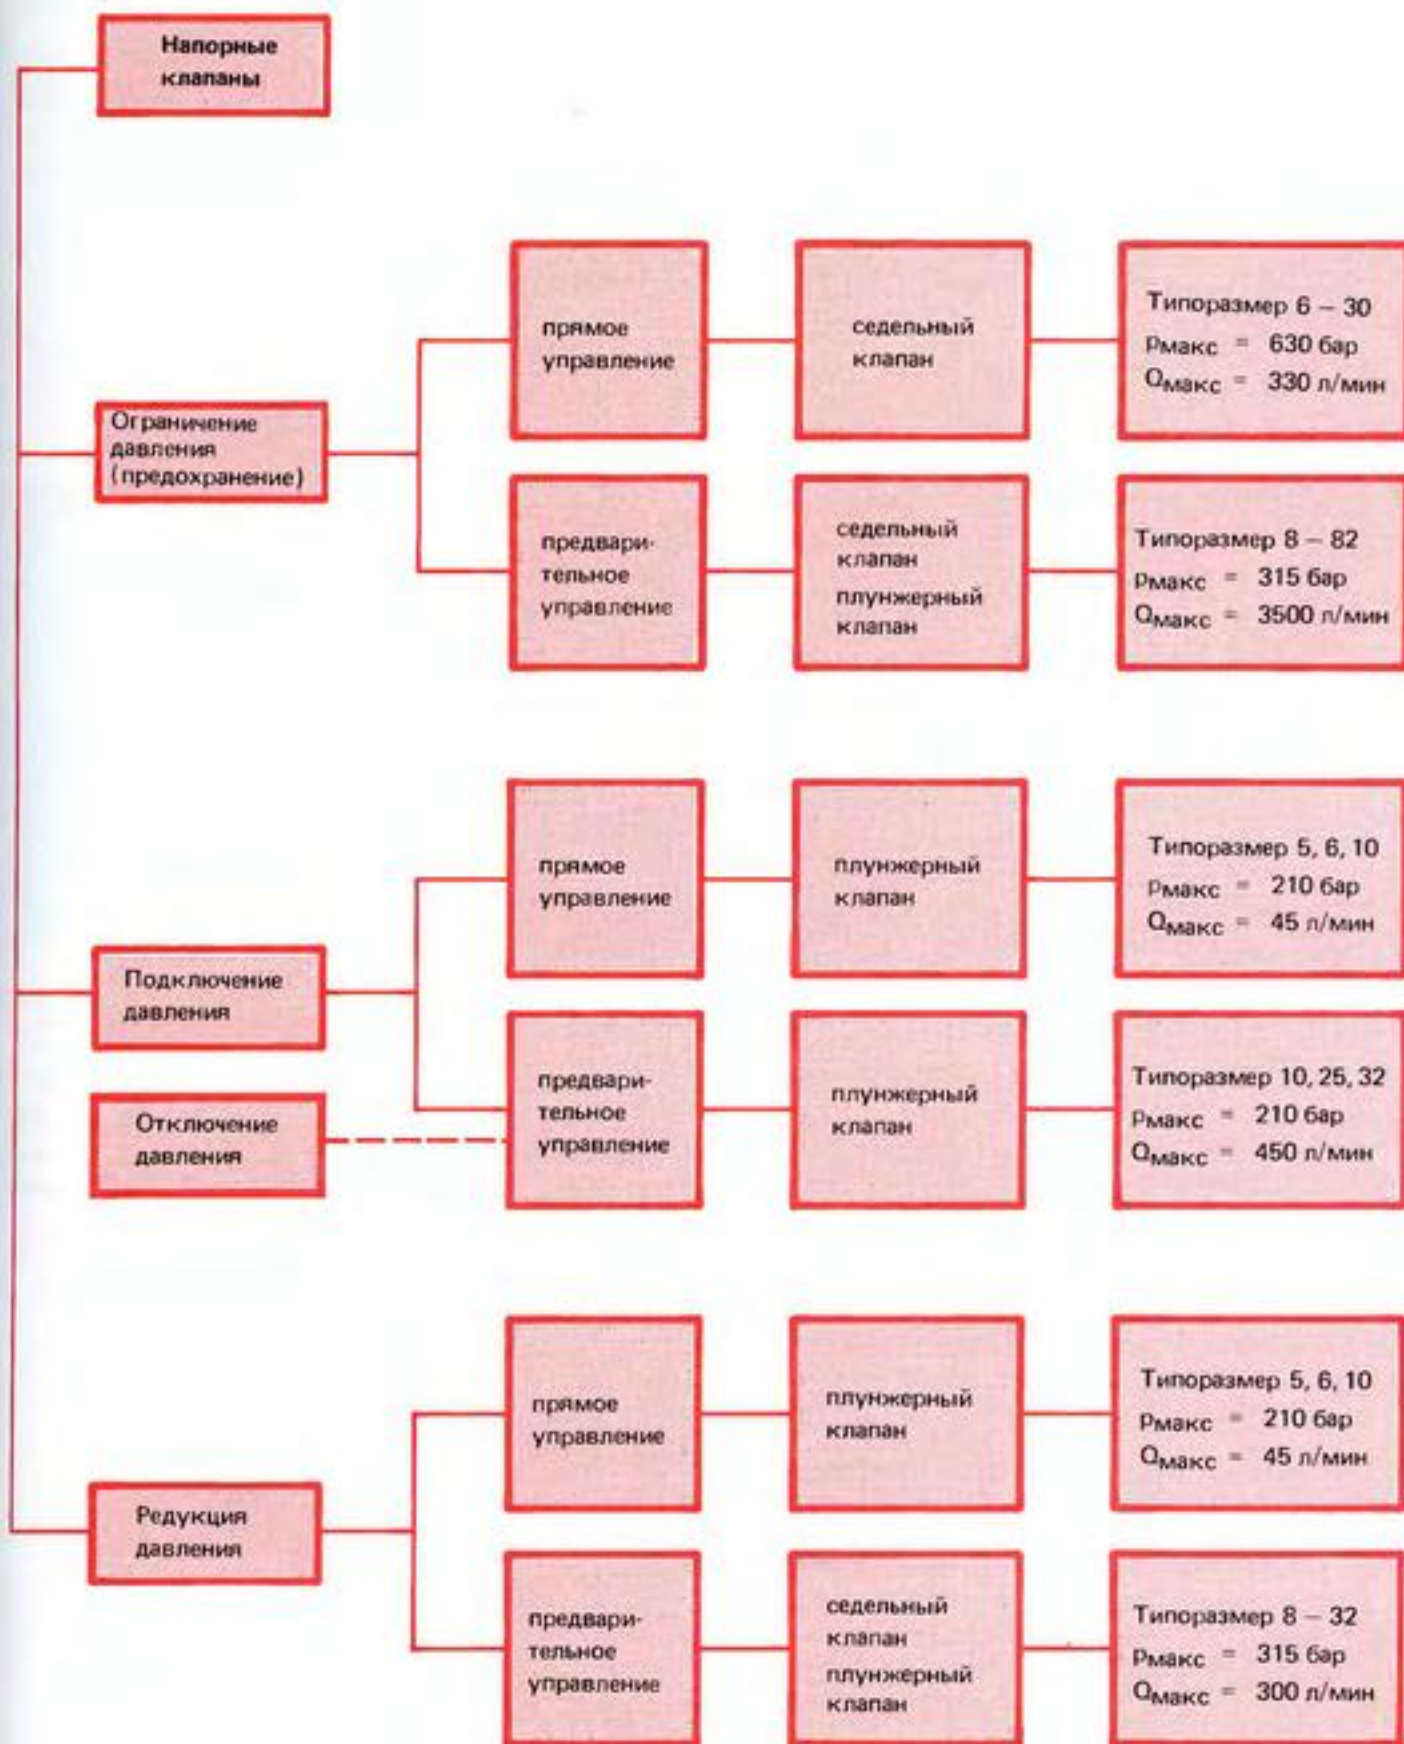 Напорные
клапаны
прямое
управление
седельный
клапан
Типоразмер 6 – 30
Pмакс = 630 бар
Qмакс = 330 л/мин
Ограничение
давления
(предохранение)
предвари-
тельное
управление
седельный
клапан
плунжерный
клапан
Типоразмер 8 – 82
Pмакс = 315 бар
Qмакс = 3500 л/мин
прямое
управление
плунжерный
клапан
Типоразмер 5, 6, 10
Pмакс = 210 бар
Qмакс = 45 л/мин
Подключение
давления
предвари-
тельное
управление
плунжерный
клапан
Типоразмер 10, 25, 32
Pмакс = 210 бар
Qмакс = 450 л/мин
Отключение
давления
прямое
управление
плунжерный
клапан
Типоразмер 5, 6, 10
Pмакс = 210 бар
Qмакс = 45 л/мин
Редукция
давления
предвари-
тельное
управление
седельный
клапан
плунжерный
клапан
Типоразмер 8 – 32
Pмакс = 315 бар
Qмакс = 300 л/мин